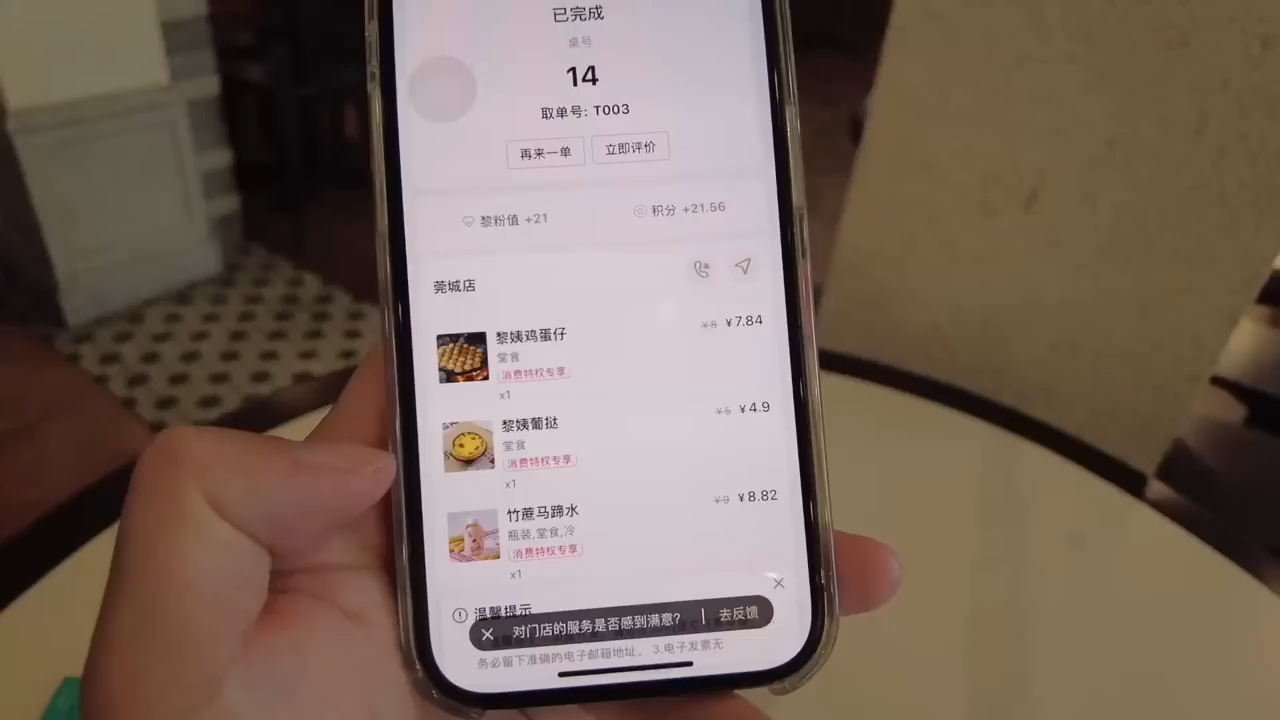 已完成
桌号
14
取单号: T003
再来一单
立即评价
黎粉值 +21
积分 +21.56
莞城店
黎姨鸡蛋仔
¥8 ¥7.84
堂食
消费特权专享
x1
黎姨葡挞
¥5 ¥4.9
堂食
消费特权专享
x1
竹蔗马蹄水
¥9 ¥8.82
瓶装,堂食,冷
消费特权专享
x1
温馨提示
对门店的服务是否感到满意?
去反馈
务必留下准确的电子邮箱地址。 3.电子发票无